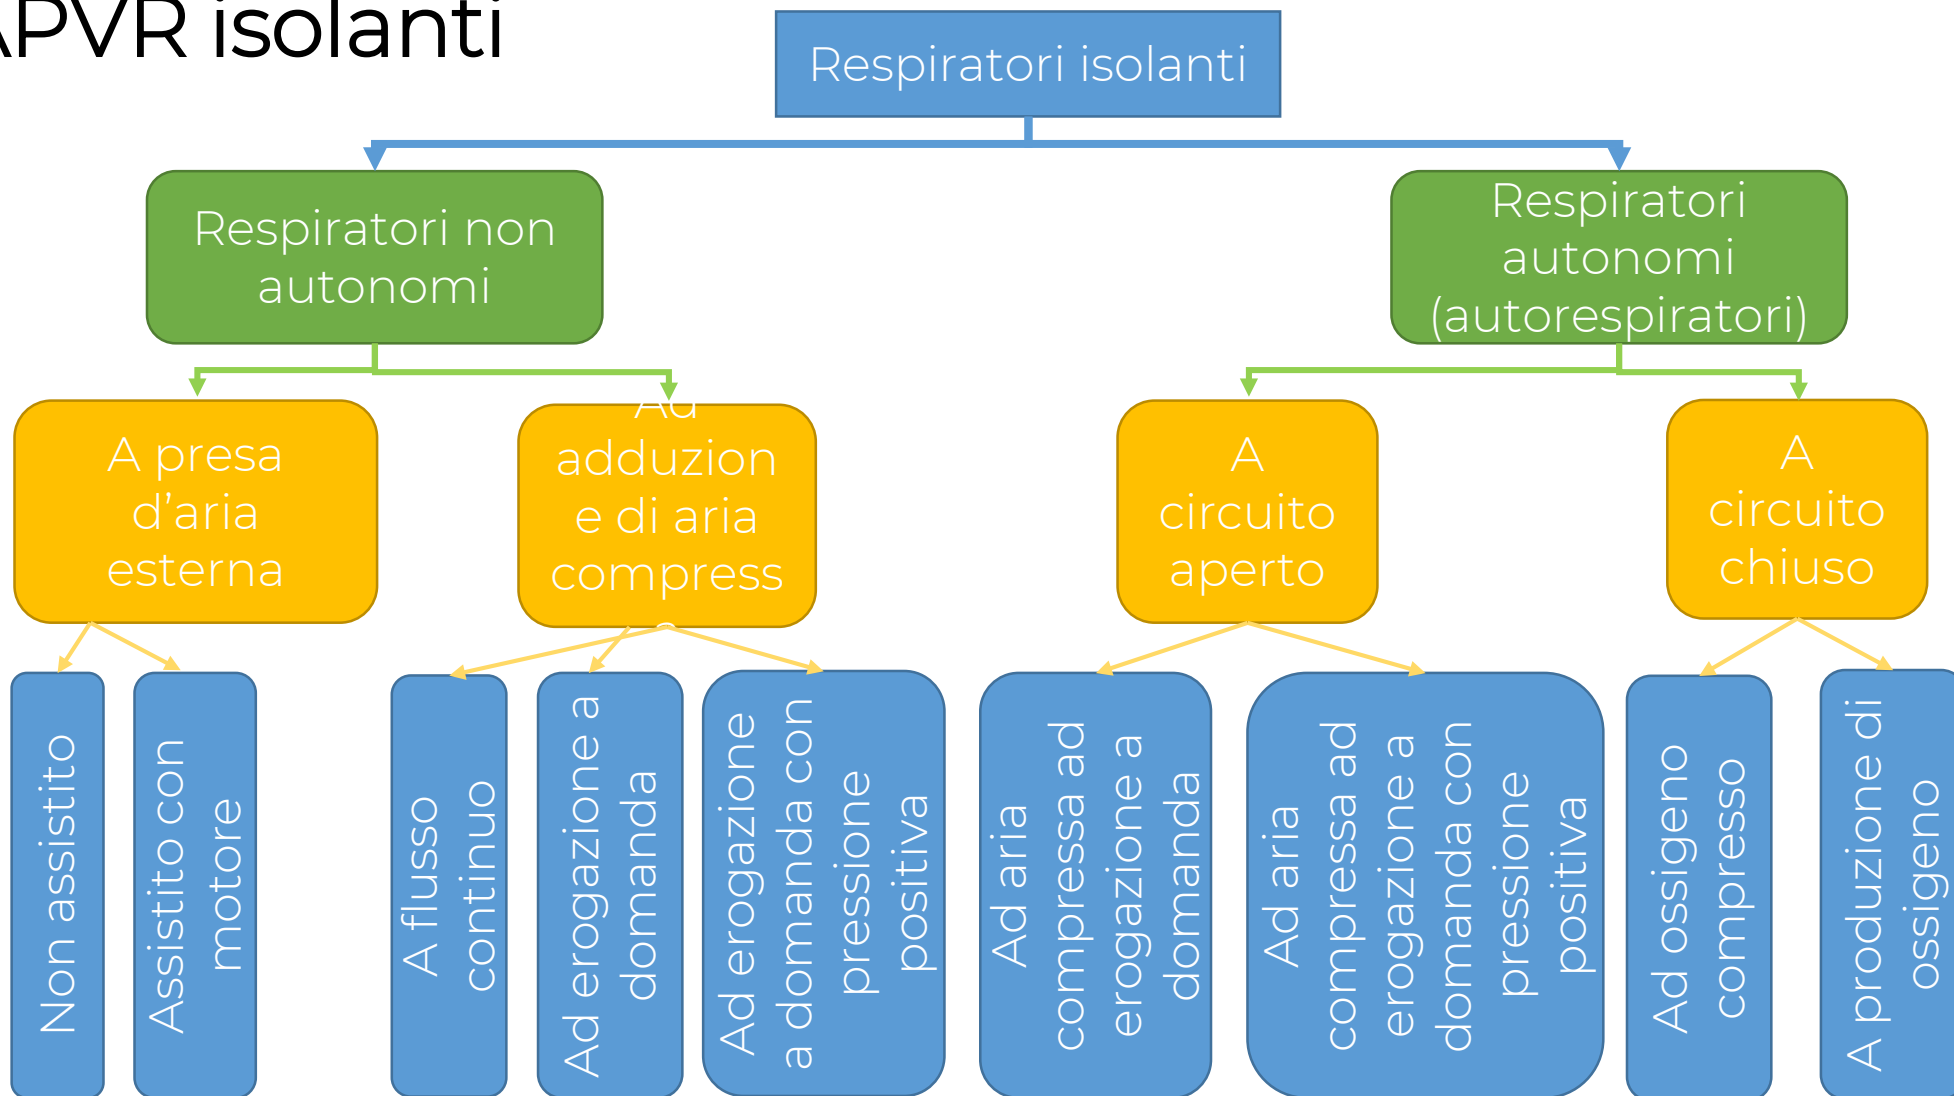 APVR isolanti
Respiratori isolanti
Respiratori non
autonomi
Respiratori
autonomi
(autorespiratori)
A presa
d’aria
esterna
Ad
adduzion
e di aria
compress
a
A
circuito
aperto
A
circuito
chiuso
Non assistito
Assistito con
motore
A flusso
continuo
Ad erogazione a
domanda
Ad erogazione
a domanda con
pressione
positiva
Ad aria
compressa ad
erogazione a
domanda
Ad aria
compressa ad
erogazione a
domanda con
pressione
positiva
Ad ossigeno
compresso
A produzione di
ossigeno